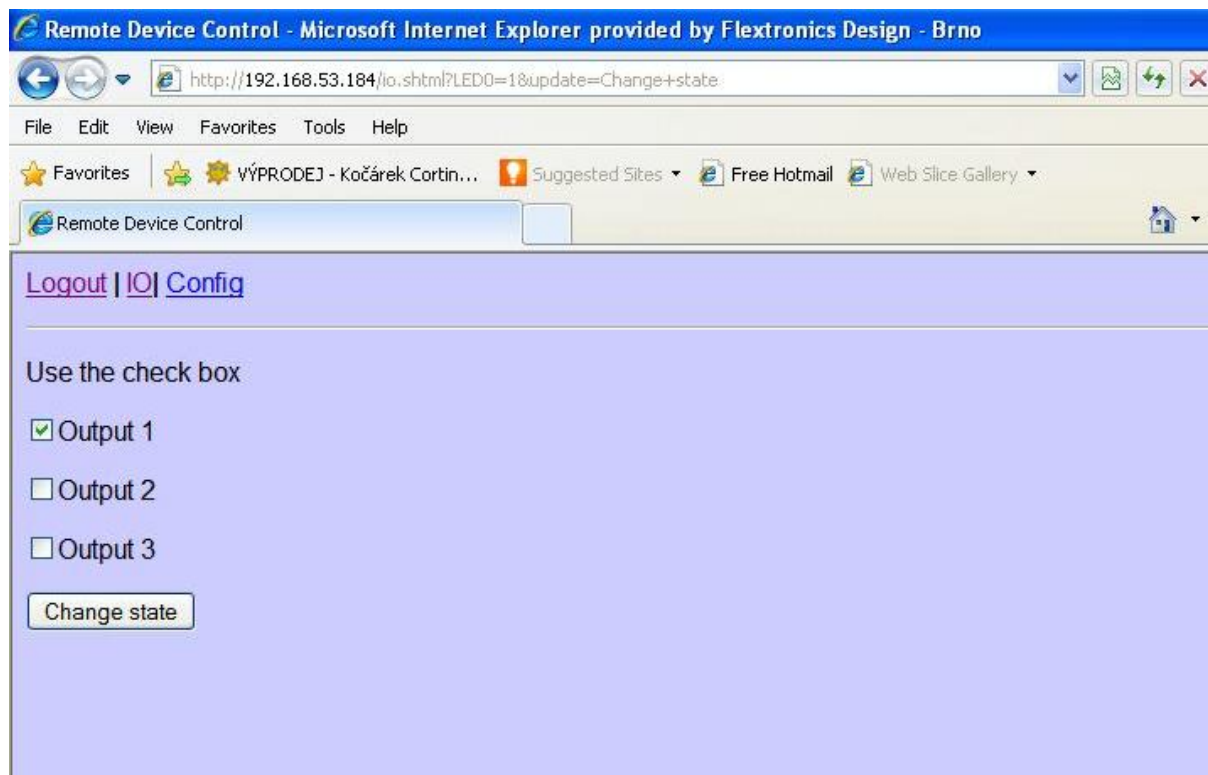 Remote Device Control - Microsoft Internet Explorer provided by Flextronics Design - Brno
http://192.168.53.184/io.shtml?LED0=1&update=Change+state
File Edit View Favorites Tools Help
Favorites VÝPRODEJ - Kočárek Cortin... Suggested Sites Free Hotmail Web Slice Gallery
Remote Device Control
Logout | IO| Config
Use the check box
Output 1
Output 2
Output 3
Change state